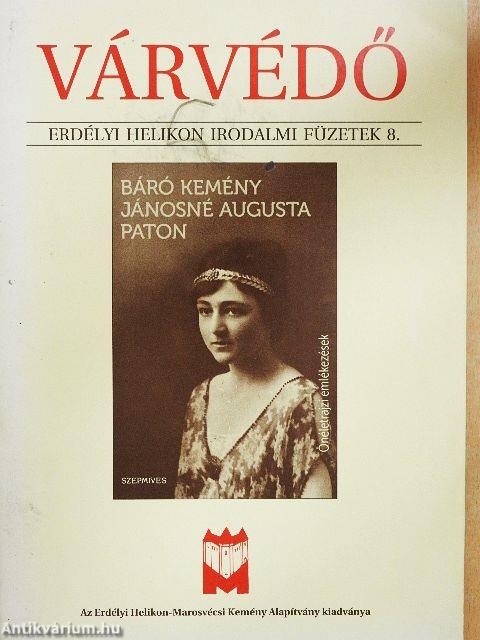 VÁRVÉDŐ
ERDÉLYI HELIKON IRODALMI FÜZETEK 8.
BÁRÓ KEMÉNY
JÁNOSNÉ AUGUSTA
PATON
Önéletrajzi emlékezések
SZÉPMÍVES
Az Erdélyi Helikon-Marosvécsi Kemény Alapítvány kiadványa
Antikvárium.hu